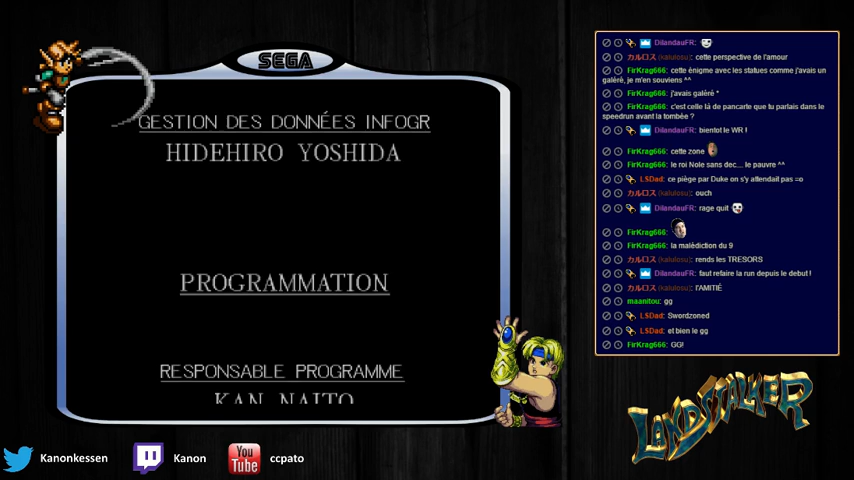 SEGA
GESTION DES DONNÉES INFOGR
HIDEHIRO YOSHIDA
PROGRAMMATION
RESPONSABLE PROGRAMME
KAN NAITO
DilandauFR:
カルロス (katulosu): cette perspective de l'amour
FirKrag666: cette énigme avec les statues comme j'avais un
galéré, je m'en souviens ^^
FirKrag666: j'avais galéré *
FirKrag666: c'est celle lá de pancarte que tu parlais dans le
speedrun avant la tombée ?
DilandauFR: bientot le WR !
FirKrag666: cette zone
FirKrag666: le roi Nole sans dec.... le pauvre ^^
LSDad: ce piège par Duke on s'y attendait pas =o
カルロス (katulosu): ouch
DilandauFR: rage quit
FirKrag666:
FirKrag666: la malédiction du 9
カルロス (katulosu): rends les TRESORS
DilandauFR: faut refaire la run depuis le debut !
カルロス (katulosu): l'AMITIÉ
maanitou: gg
LSDad: Swordzoned
LSDad: et bien le gg
FirKrag666: GG!
LANDSTALKER
Kanonkessen
Kanon
You Tube
ccpato